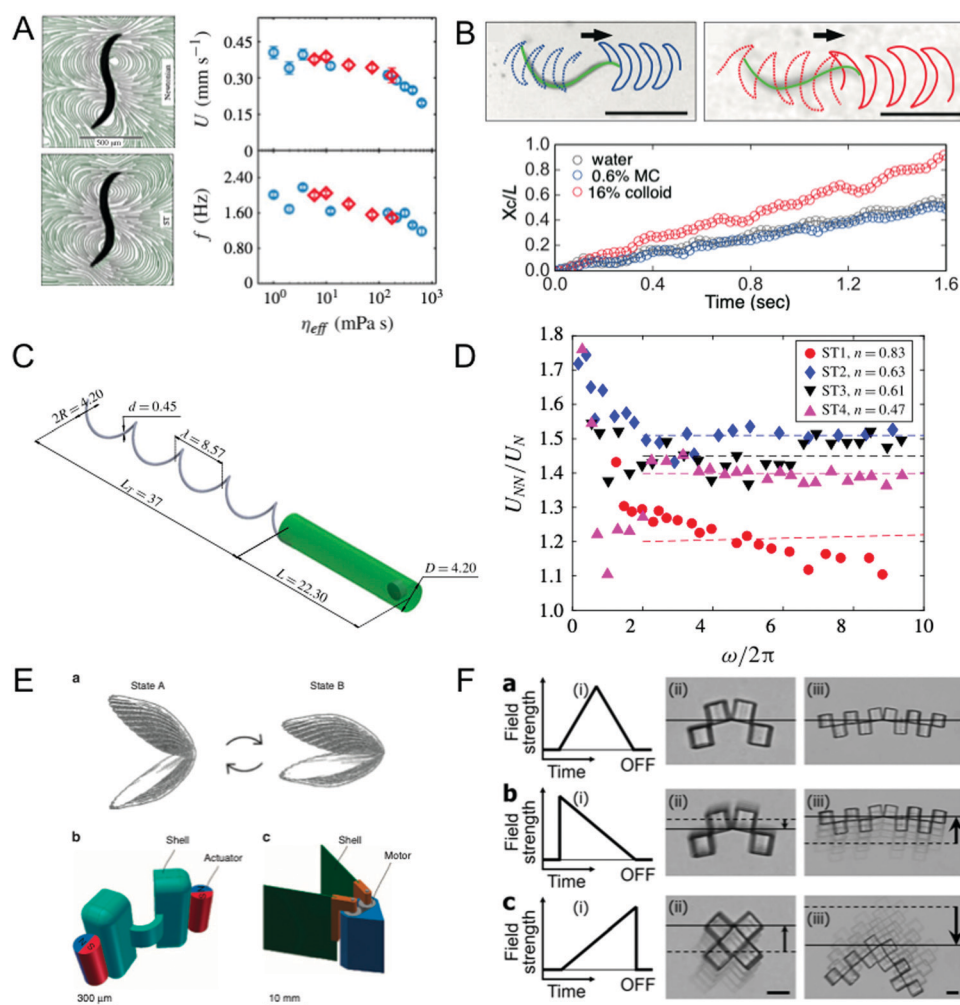 A
Newtonian
500 μm
ST
U (mm s⁻¹)
0.45
0.30
0.15
0
f (Hz)
2.40
1.60
0.80
0
10⁰ 10¹ 10² 10³
ηeff (mPa s)
B
water
0.6% MC
16% colloid
Xc/L
1.0
0.8
0.6
0.4
0.2
0.0
0.0 0.4 0.8 1.2 1.6
Time (sec)
C
2R = 4.20
d = 0.45
λ = 8.57
LT = 37
L = 22.30
D = 4.20
D
ST1, n = 0.83
ST2, n = 0.63
ST3, n = 0.61
ST4, n = 0.47
UNN/UN
1.8
1.7
1.6
1.5
1.4
1.3
1.2
1.1
1.0
0 2 4 6 8 10
ω/2π
E
a
State A State B
b
Shell
Actuator
S
300 μm
c
Shell
Motor
10 mm
F
a
(i)
Field strength
Time OFF
(ii)
(iii)
b
(i)
Field strength
Time OFF
(ii)
(iii)
c
(i)
Field strength
Time OFF
(ii)
(iii)